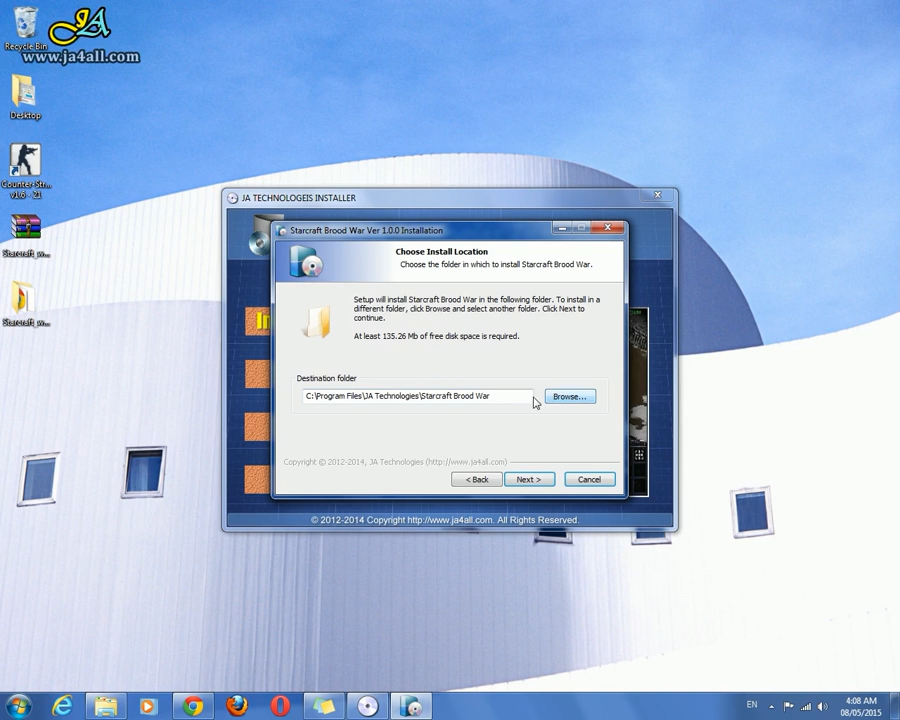 JA
Recycle Bin
www.ja4all.com
Desktop
Counter-Str...
v1.6 - 21
Starcraft_w...
Starcraft_w...
JA TECHNOLOGEIS INSTALLER
Starcraft Brood War Ver 1.0.0 Installation
Choose Install Location
Choose the folder in which to install Starcraft Brood War.
Setup will install Starcraft Brood War in the following folder. To install in a
different folder, click Browse and select another folder. Click Next to
continue.
At least 135.26 Mb of free disk space is required.
Destination folder
C:\Program Files\JA Technologies\Starcraft Brood War
Browse...
Copyright © 2012-2014, JA Technologies (http://www.ja4all.com)
< Back
Next >
Cancel
© 2012-2014 Copyright http://www.ja4all.com. All Rights Reserved.
EN
4:08 AM
08/05/2015